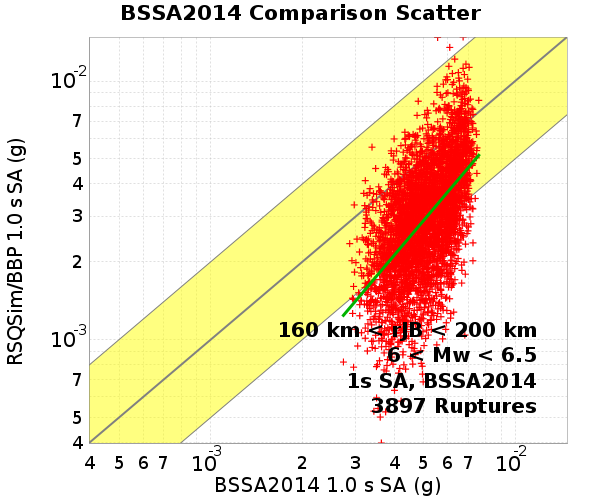 BSSA2014 Comparison Scatter
RSQSim/BBP 1.0 s SA (g)
10-2
7
5
4
3
2
10-3
7
5
4
160 km < rJB < 200 km
6 < Mw < 6.5
1s SA, BSSA2014
3897 Ruptures
4 5 6 7 10-3 2 3 4 5 6 7 10-2
BSSA2014 1.0 s SA (g)